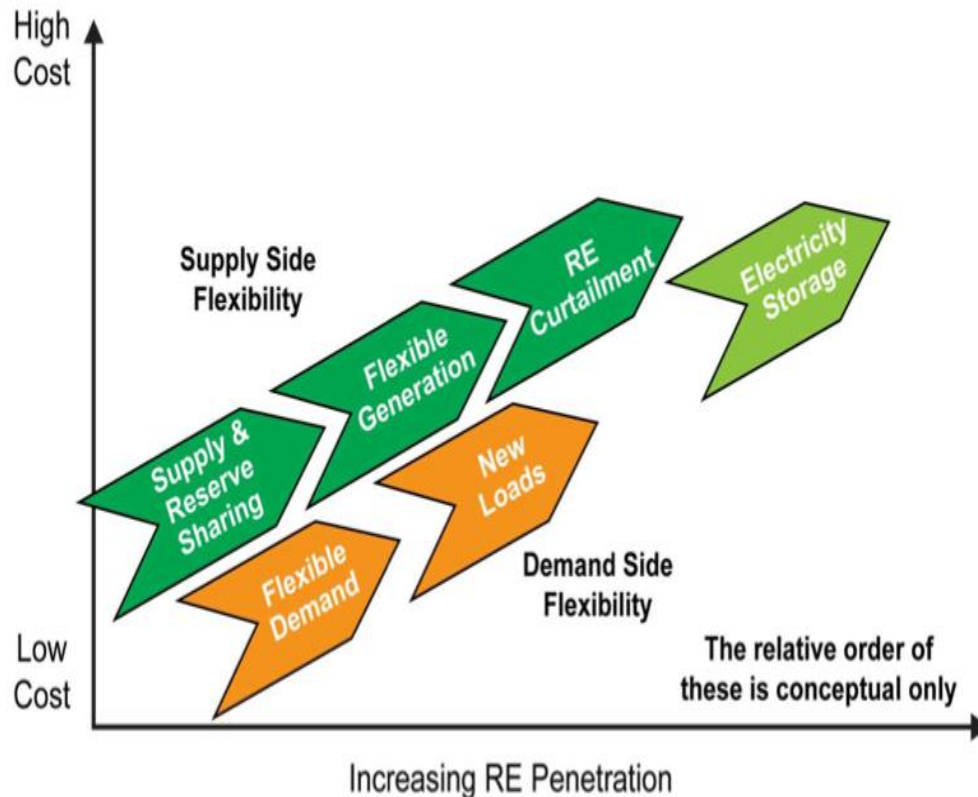 High
Cost
Supply Side
Flexibility
RE
Curtailment
Electricity
Storage
Flexible
Generation
Supply &
Reserve
Sharing
New
Loads
Flexible
Demand
Demand Side
Flexibility
Low
Cost
The relative order of
these is conceptual only
Increasing RE Penetration